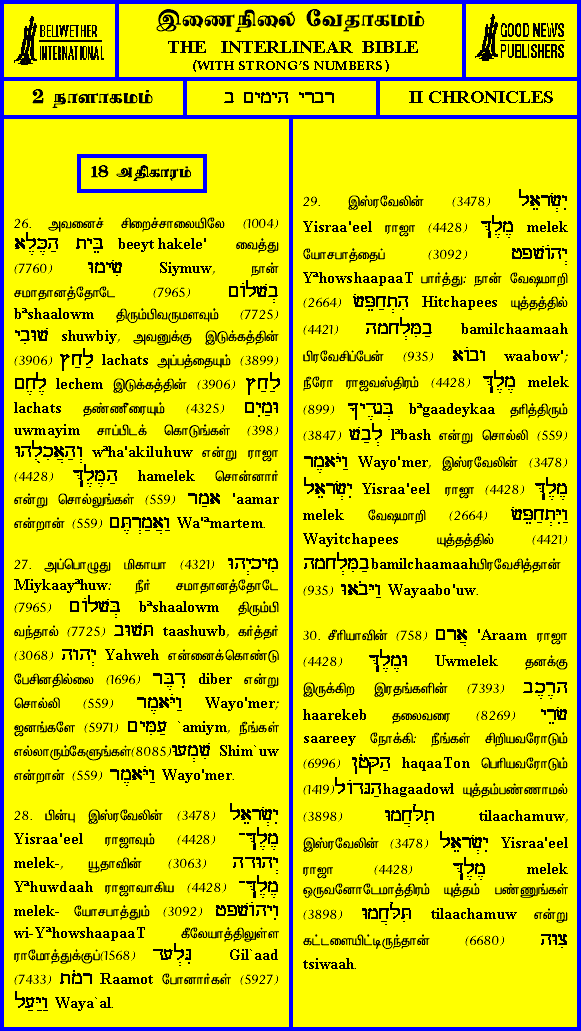 BELLWETHER
INTERNATIONAL
இணைநிலை வேதாகமம்
THE INTERLINEAR BIBLE
(WITH STRONG'S NUMBERS)
GOOD NEWS
PUBLISHERS
2 நாளாகமம்
דברי הימים ב
II CHRONICLES
18 அதிகாரம்
26. அவனைச் சிறைச்சாலையிலே (1004)
בֵּית הַכֶּלֶא beeyt hakele' வைத்து
(7760) שִׂימוּ Siymuw, நான்
சமாதானத்தோடே (7965) בְשָׁלוֹם
bªshaalowm திரும்பிவருமளவும் (7725)
שׁוּבִי shuwbiy, அவனுக்கு இடுக்கத்தின்
(3906) לַחַץ lachats அப்பத்தையும் (3899)
לֶחֶם lechem இடுக்கத்தின் (3906) לַחַץ
lachats தண்ணீரையும் (4325) וּמַיִם
uwmayim சாப்பிடக் கொடுங்கள் (398)
וְהַאֲכִלֻהוּ wªha'akiluhuw என்று ராஜா
(4428) הַמֶּלֶךְ hamelek சொன்னார்
என்று சொல்லுங்கள் (559) אָמַר 'aamar
என்றான் (559) וַאֲמַרְתֶּם Wa'ªmartem.
27. அப்பொழுது மிகாயா (4321) מִיכָיְהוּ
Miykaayªhuw; நீர் சமாதானத்தோடே
(7965) בְּשָׁלוֹם bªshaalowm திரும்பி
வந்தால் (7725) תָּשׁוּב taashuwb, கர்த்தர்
(3068) יְהוָה Yahweh என்னைக்கொண்டு
பேசினதில்லை (1696) דִבֶּר diber என்று
சொல்லி (559) וַיֹּאמֶר Wayo'mer;
ஜனங்களே (5971) עַמִּים `amiym, நீங்கள்
எல்லாரும்கேளுங்கள்(8085) שִׁמְעוּ Shim`uw
என்றான் (559) וַיֹּאמֶר Wayo'mer.
28. பின்பு இஸ்ரவேலின் (3478) יִשְׂרָאֵל
Yisraa'eel ராஜாவும் (4428) מֶלֶךְ־
melek-, யூதாவின் (3063) יְהוּדָה
Yªhuwdaah ராஜாவாகிய (4428) מֶלֶךְ־
melek- யோசபாத்தும் (3092) וִיהוֹשָׁפָט
wi-YªhowshaapaaT கீலேயாத்திலுள்ள
ராமோத்துக்குப்(1568) גִּלְעָד Gil`aad
(7433) רָמֹת Raamot போனார்கள் (5927)
וַיַּעַל Waya`al.
29. இஸ்ரவேலின் (3478) יִשְׂרָאֵל
Yisraa'eel ராஜா (4428) מֶלֶךְ melek
யோசபாத்தைப் (3092) יְהוֹשָׁפָט
YªhowshaapaaT பார்த்து: நான் வேஷமாறி
(2664) הִתְחַפֵּשׂ Hitchapees யுத்தத்தில்
(4421) בַמִּלְחָמָה bamilchaamaah
பிரவேசிப்பேன் (935) וָבוֹא waabow';
நீரோ ராஜவஸ்திரம் (4428) מֶלֶךְ melek
(899) בְּגָדֶיךָ bªgaadeykaa தரித்திரும்
(3847) לְבַשׁ lªbash என்று சொல்லி (559)
וַיֹּאמֶר Wayo'mer, இஸ்ரவேலின் (3478)
יִשְׂרָאֵל Yisraa'eel ராஜா (4428) מֶלֶךְ
melek வேஷமாறி (2664) וַיִּתְחַפֵּשׂ
Wayitchapees யுத்தத்தில் (4421)
בַּמִּלְחָמָה bamilchaamaahபிரவேசித்தான்
(935) וַיָּבֹאוּ Wayaabo'uw.
30. சீரியாவின் (758) אֲרָם 'Araam ராஜா
(4428) וּמֶלֶךְ Uwmelek தனக்கு
இருக்கிற இரதங்களின் (7393) הָרֶכֶב
haarekeb தலைவரை (8269) שָׂרֵי
saareey நோக்கி: நீங்கள் சிறியவரோடும்
(6996) הַקָּטֹן haqaaTon பெரியவரோடும்
(1419) הַגָּדוֹל hagaadowl யுத்தம்பண்ணாமல்
(3898) תִּלָּחֲמוּ tilaachamuw,
இஸ்ரவேலின் (3478) יִשְׂרָאֵל Yisraa'eel
ராஜா (4428) מֶלֶךְ melek
ஒருவனோடேமாத்திரம் யுத்தம் பண்ணுங்கள்
(3898) תִּלָּחֲמוּ tilaachamuw என்று
கட்டளையிட்டிருந்தான் (6680) צִוָּה
tsiwaah.